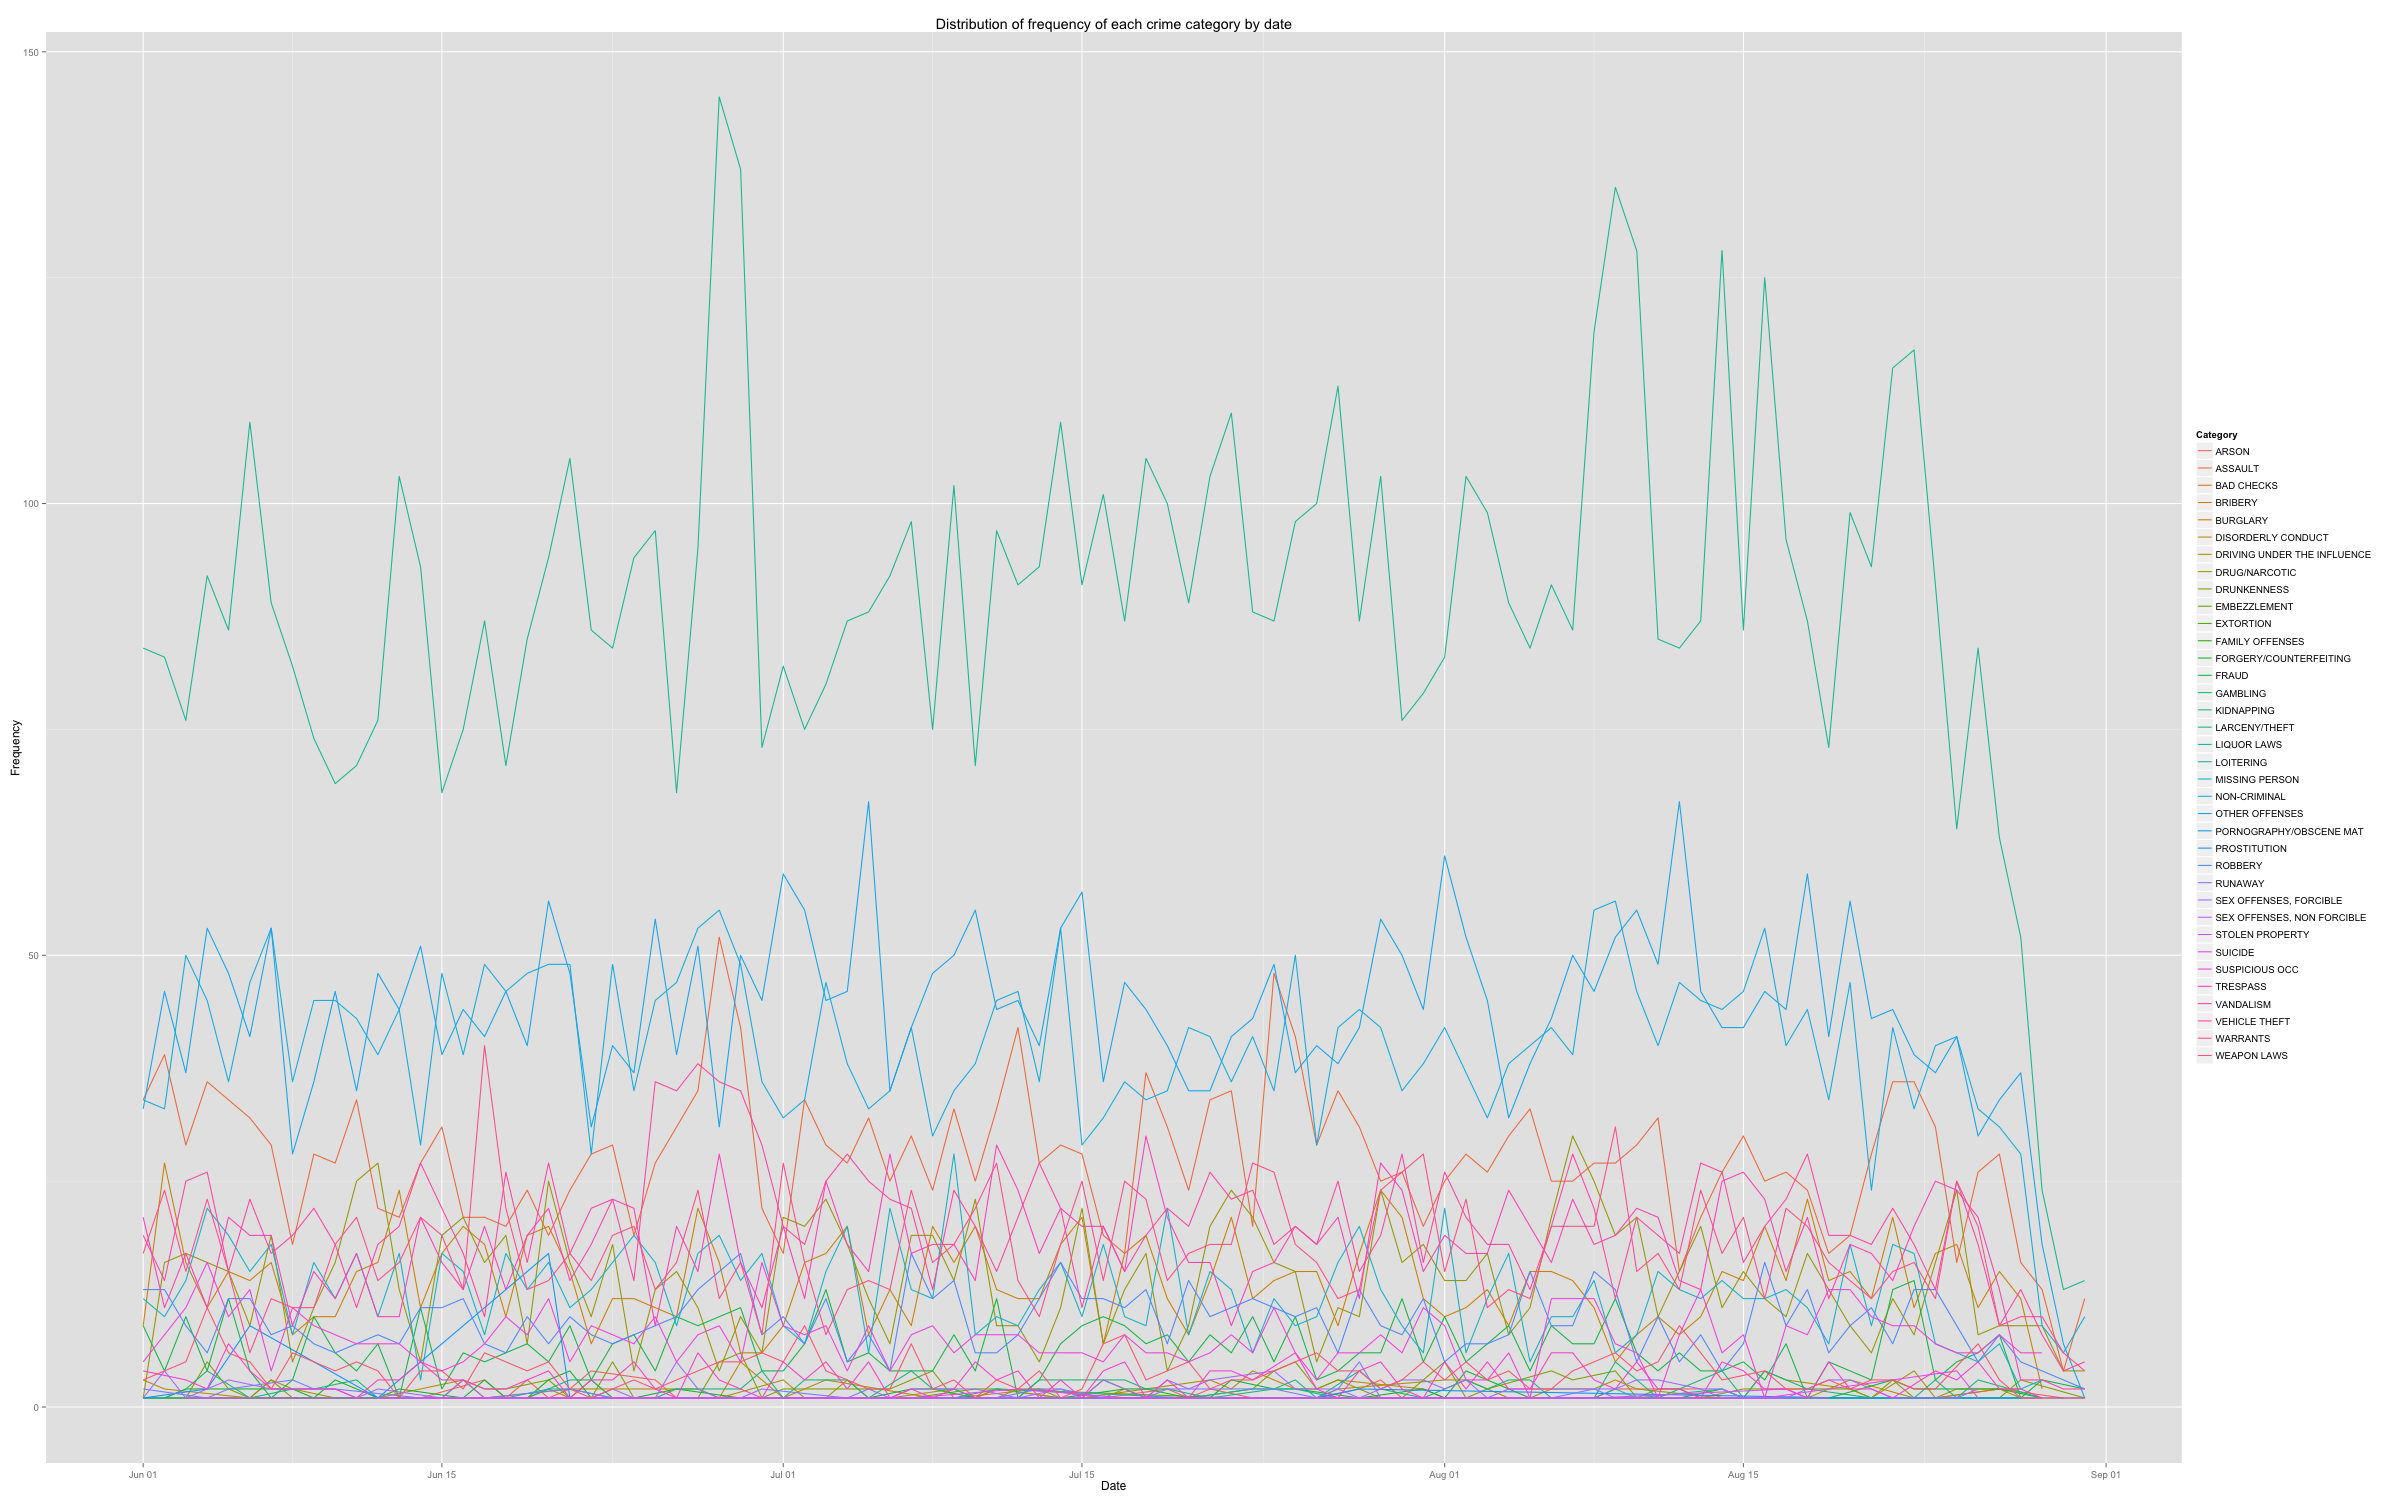 Distribution of frequency of each crime category by date
150
100
50
0
Frequency
Jun 01
Jun 15
Jul 01
Jul 15
Aug 01
Aug 15
Sep 01
Date
Category
ARSON
ASSAULT
BAD CHECKS
BRIBERY
BURGLARY
DISORDERLY CONDUCT
DRIVING UNDER THE INFLUENCE
DRUG/NARCOTIC
DRUNKENNESS
EMBEZZLEMENT
EXTORTION
FAMILY OFFENSES
FORGERY/COUNTERFEITING
FRAUD
GAMBLING
KIDNAPPING
LARCENY/THEFT
LIQUOR LAWS
LOITERING
MISSING PERSON
NON-CRIMINAL
OTHER OFFENSES
PORNOGRAPHY/OBSCENE MAT
PROSTITUTION
ROBBERY
RUNAWAY
SEX OFFENSES, FORCIBLE
SEX OFFENSES, NON FORCIBLE
STOLEN PROPERTY
SUICIDE
SUSPICIOUS OCC
TRESPASS
VANDALISM
VEHICLE THEFT
WARRANTS
WEAPON LAWS